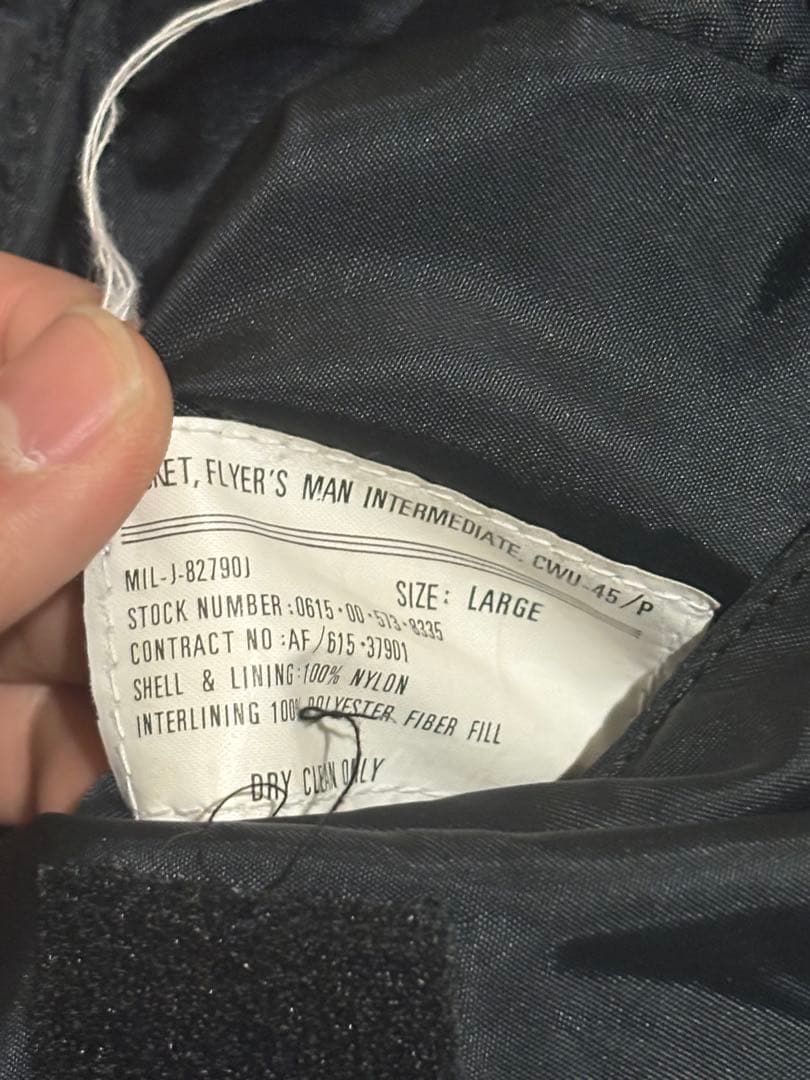 KET, FLYER'S MAN INTERMEDIATE. CWU-45/P
MIL-J-82790J
SIZE: LARGE
STOCK NUMBER:0615-00-573-8335
CONTRACT NO :AF/615-37901
SHELL & LINING:100% NYLON
INTERLINING 100% POLYESTER FIBER FILL
DRY CLEAN ONLY